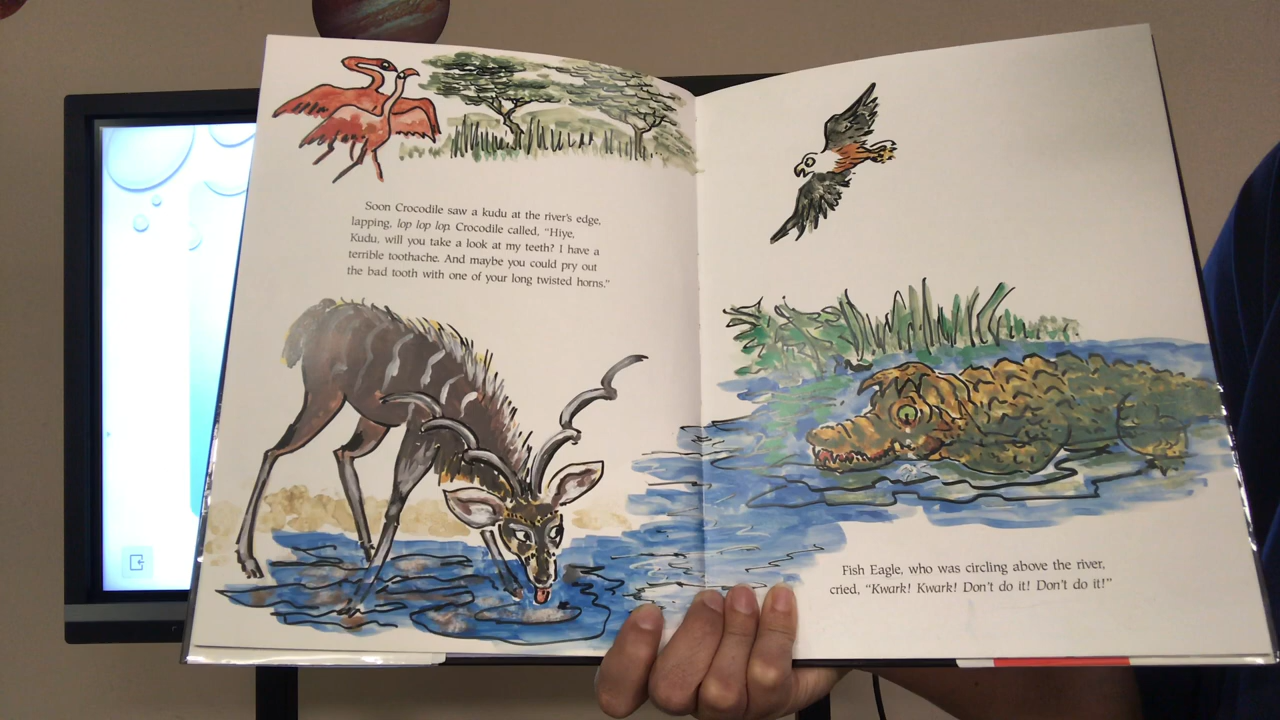 Soon Crocodile saw a kudu at the river's edge,
lapping, lop lop lop. Crocodile called, "Hiye,
Kudu, will you take a look at my teeth? I have a
terrible toothache. And maybe you could pry out
the bad tooth with one of your long twisted horns."
Fish Eagle, who was circling above the river,
cried, "Kwark! Kwark! Don't do it! Don't do it!"